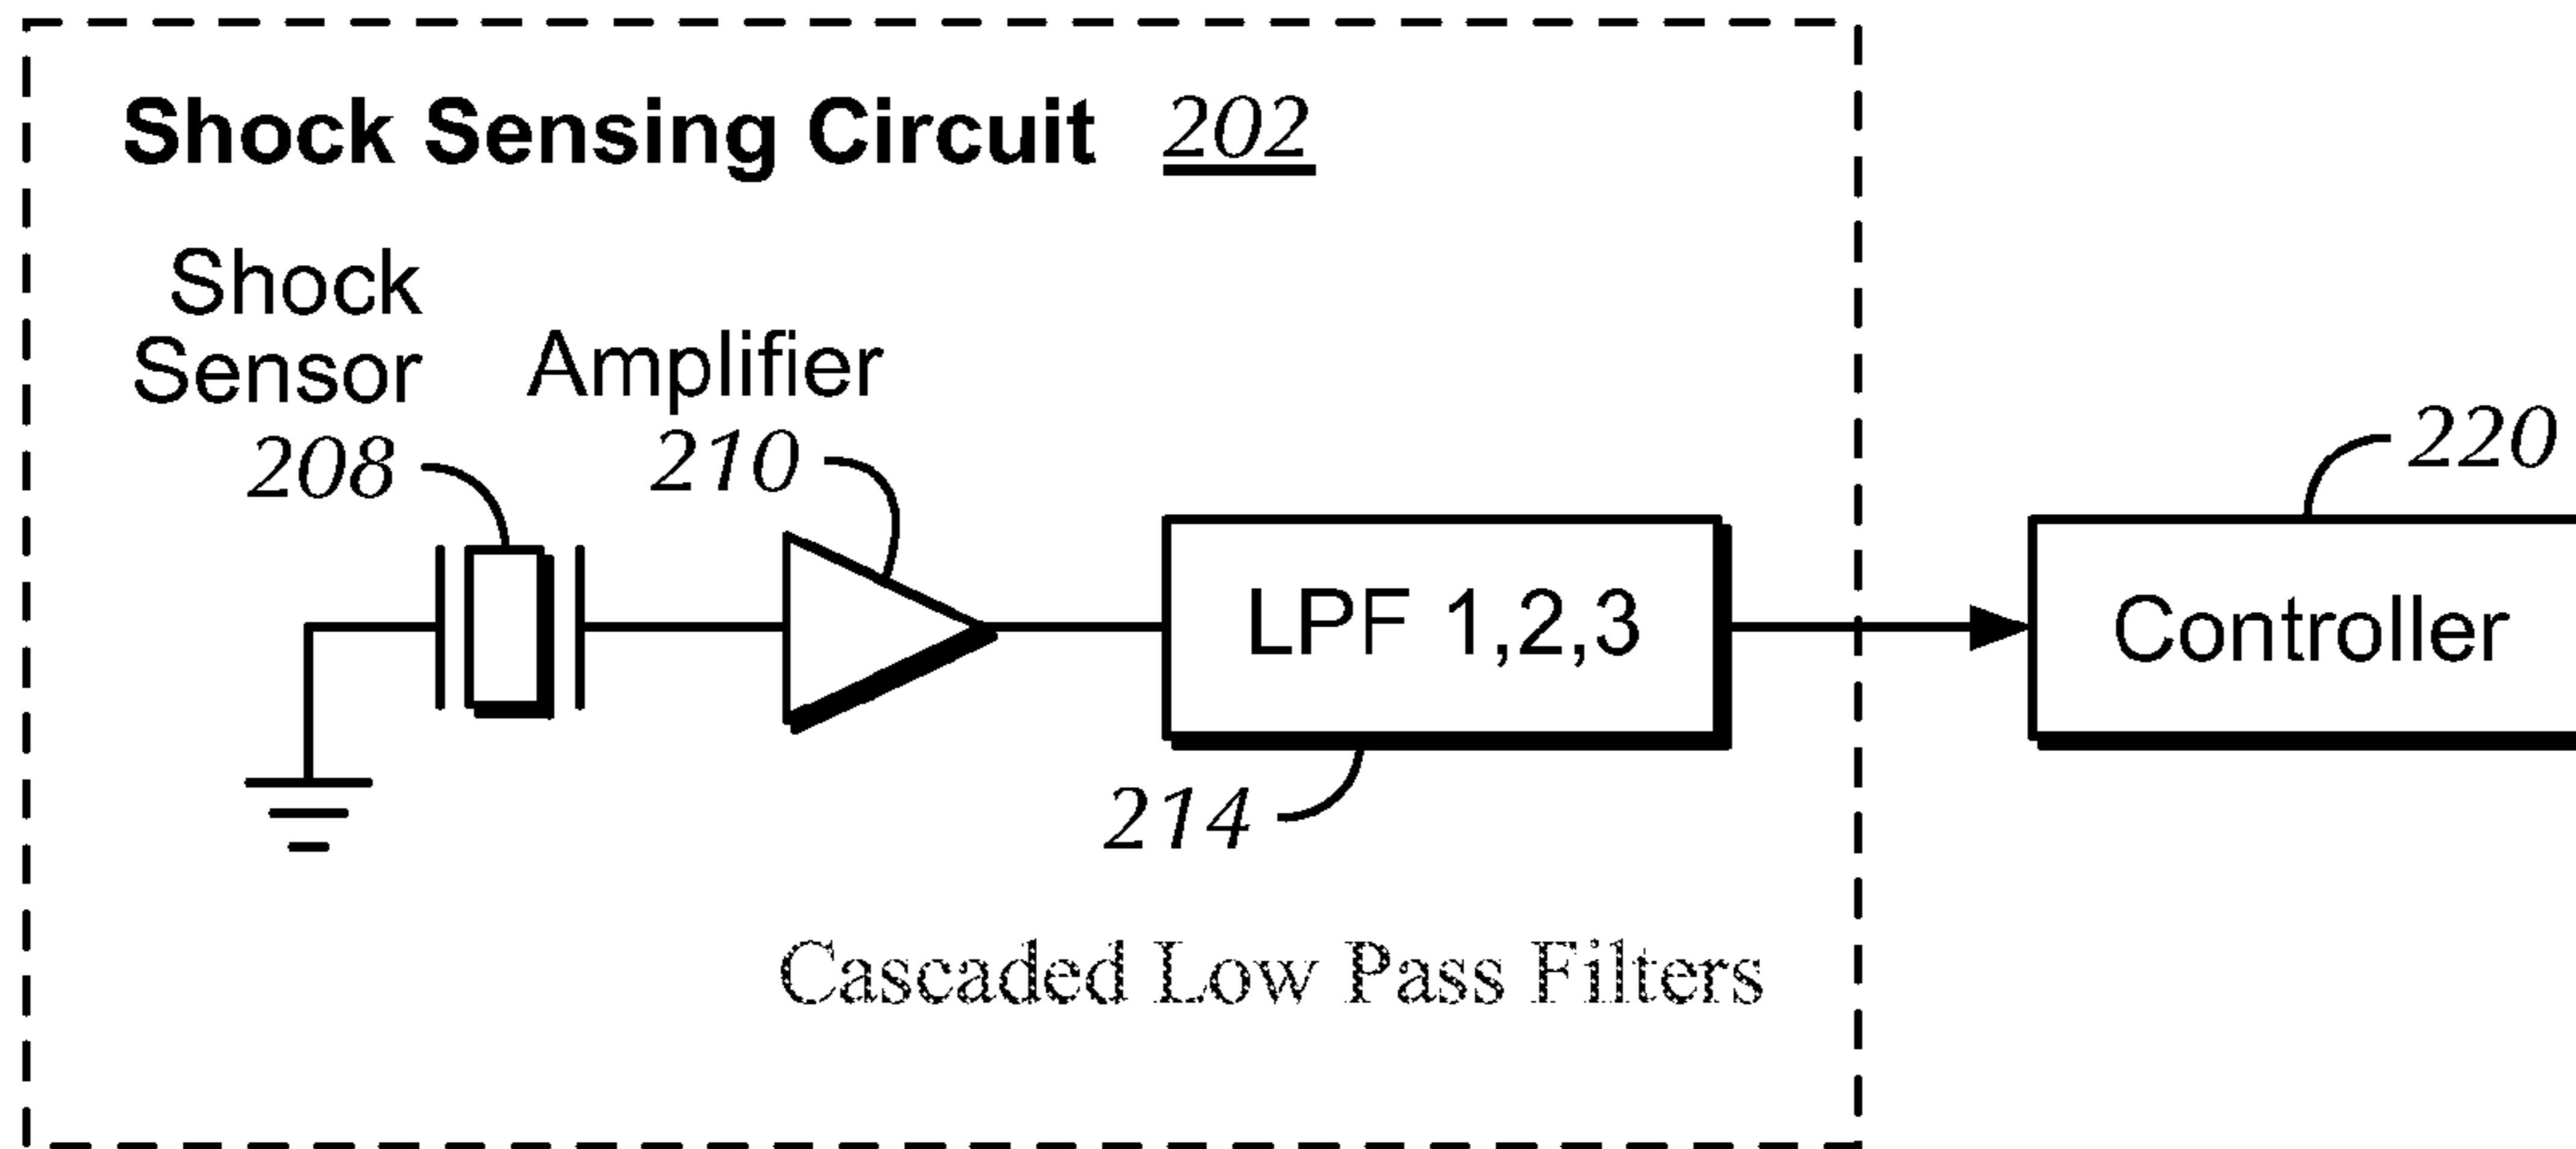 Shock Sensing Circuit 202
Shock
Sensor
208
Amplifier
210
LPF 1,2,3
214
220
Controller
Cascaded Low Pass Filters